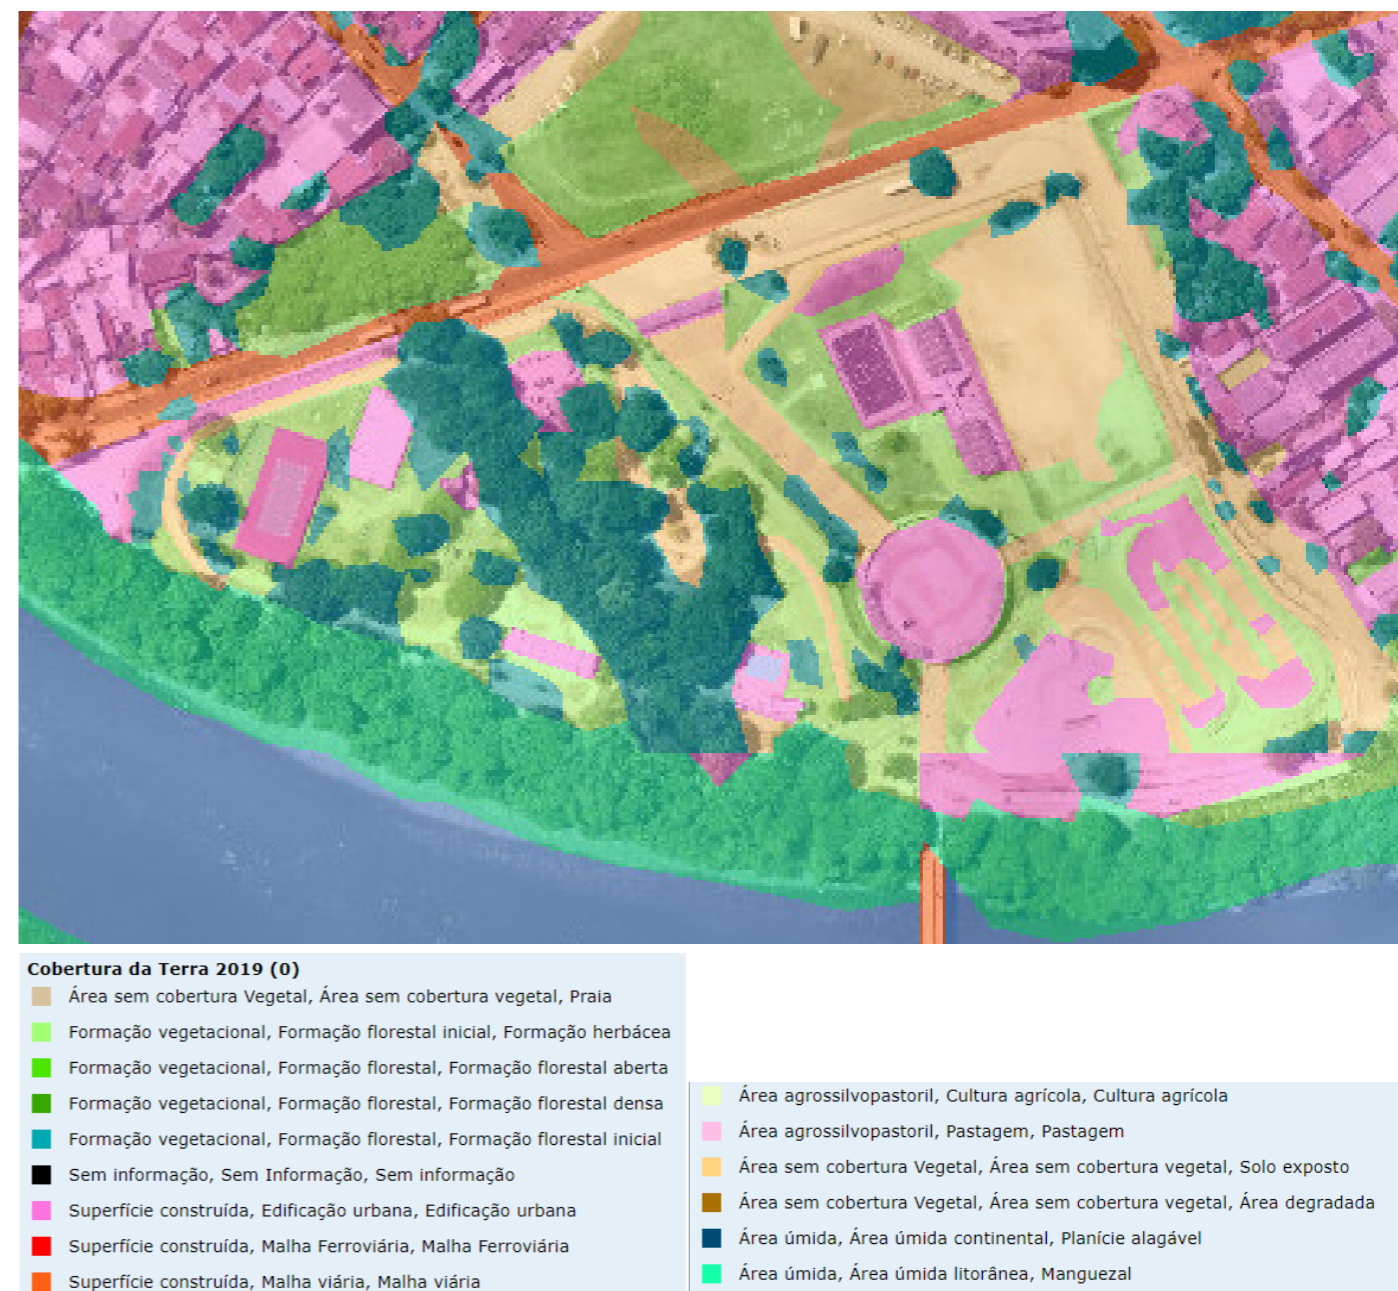 Cobertura da Terra 2019 (0)
Área sem cobertura Vegetal, Área sem cobertura vegetal, Praia
Formação vegetacional, Formação florestal inicial, Formação herbácea
Formação vegetacional, Formação florestal, Formação florestal aberta
Formação vegetacional, Formação florestal, Formação florestal densa
Formação vegetacional, Formação florestal, Formação florestal inicial
Sem informação, Sem Informação, Sem informação
Superfície construída, Edificação urbana, Edificação urbana
Superfície construída, Malha Ferroviária, Malha Ferroviária
Superfície construída, Malha viária, Malha viária
Área agrossilvopastoril, Cultura agrícola, Cultura agrícola
Área agrossilvopastoril, Pastagem, Pastagem
Área sem cobertura Vegetal, Área sem cobertura vegetal, Solo exposto
Área sem cobertura Vegetal, Área sem cobertura vegetal, Área degradada
Área úmida, Área úmida continental, Planície alagável
Área úmida, Área úmida litorânea, Manguezal